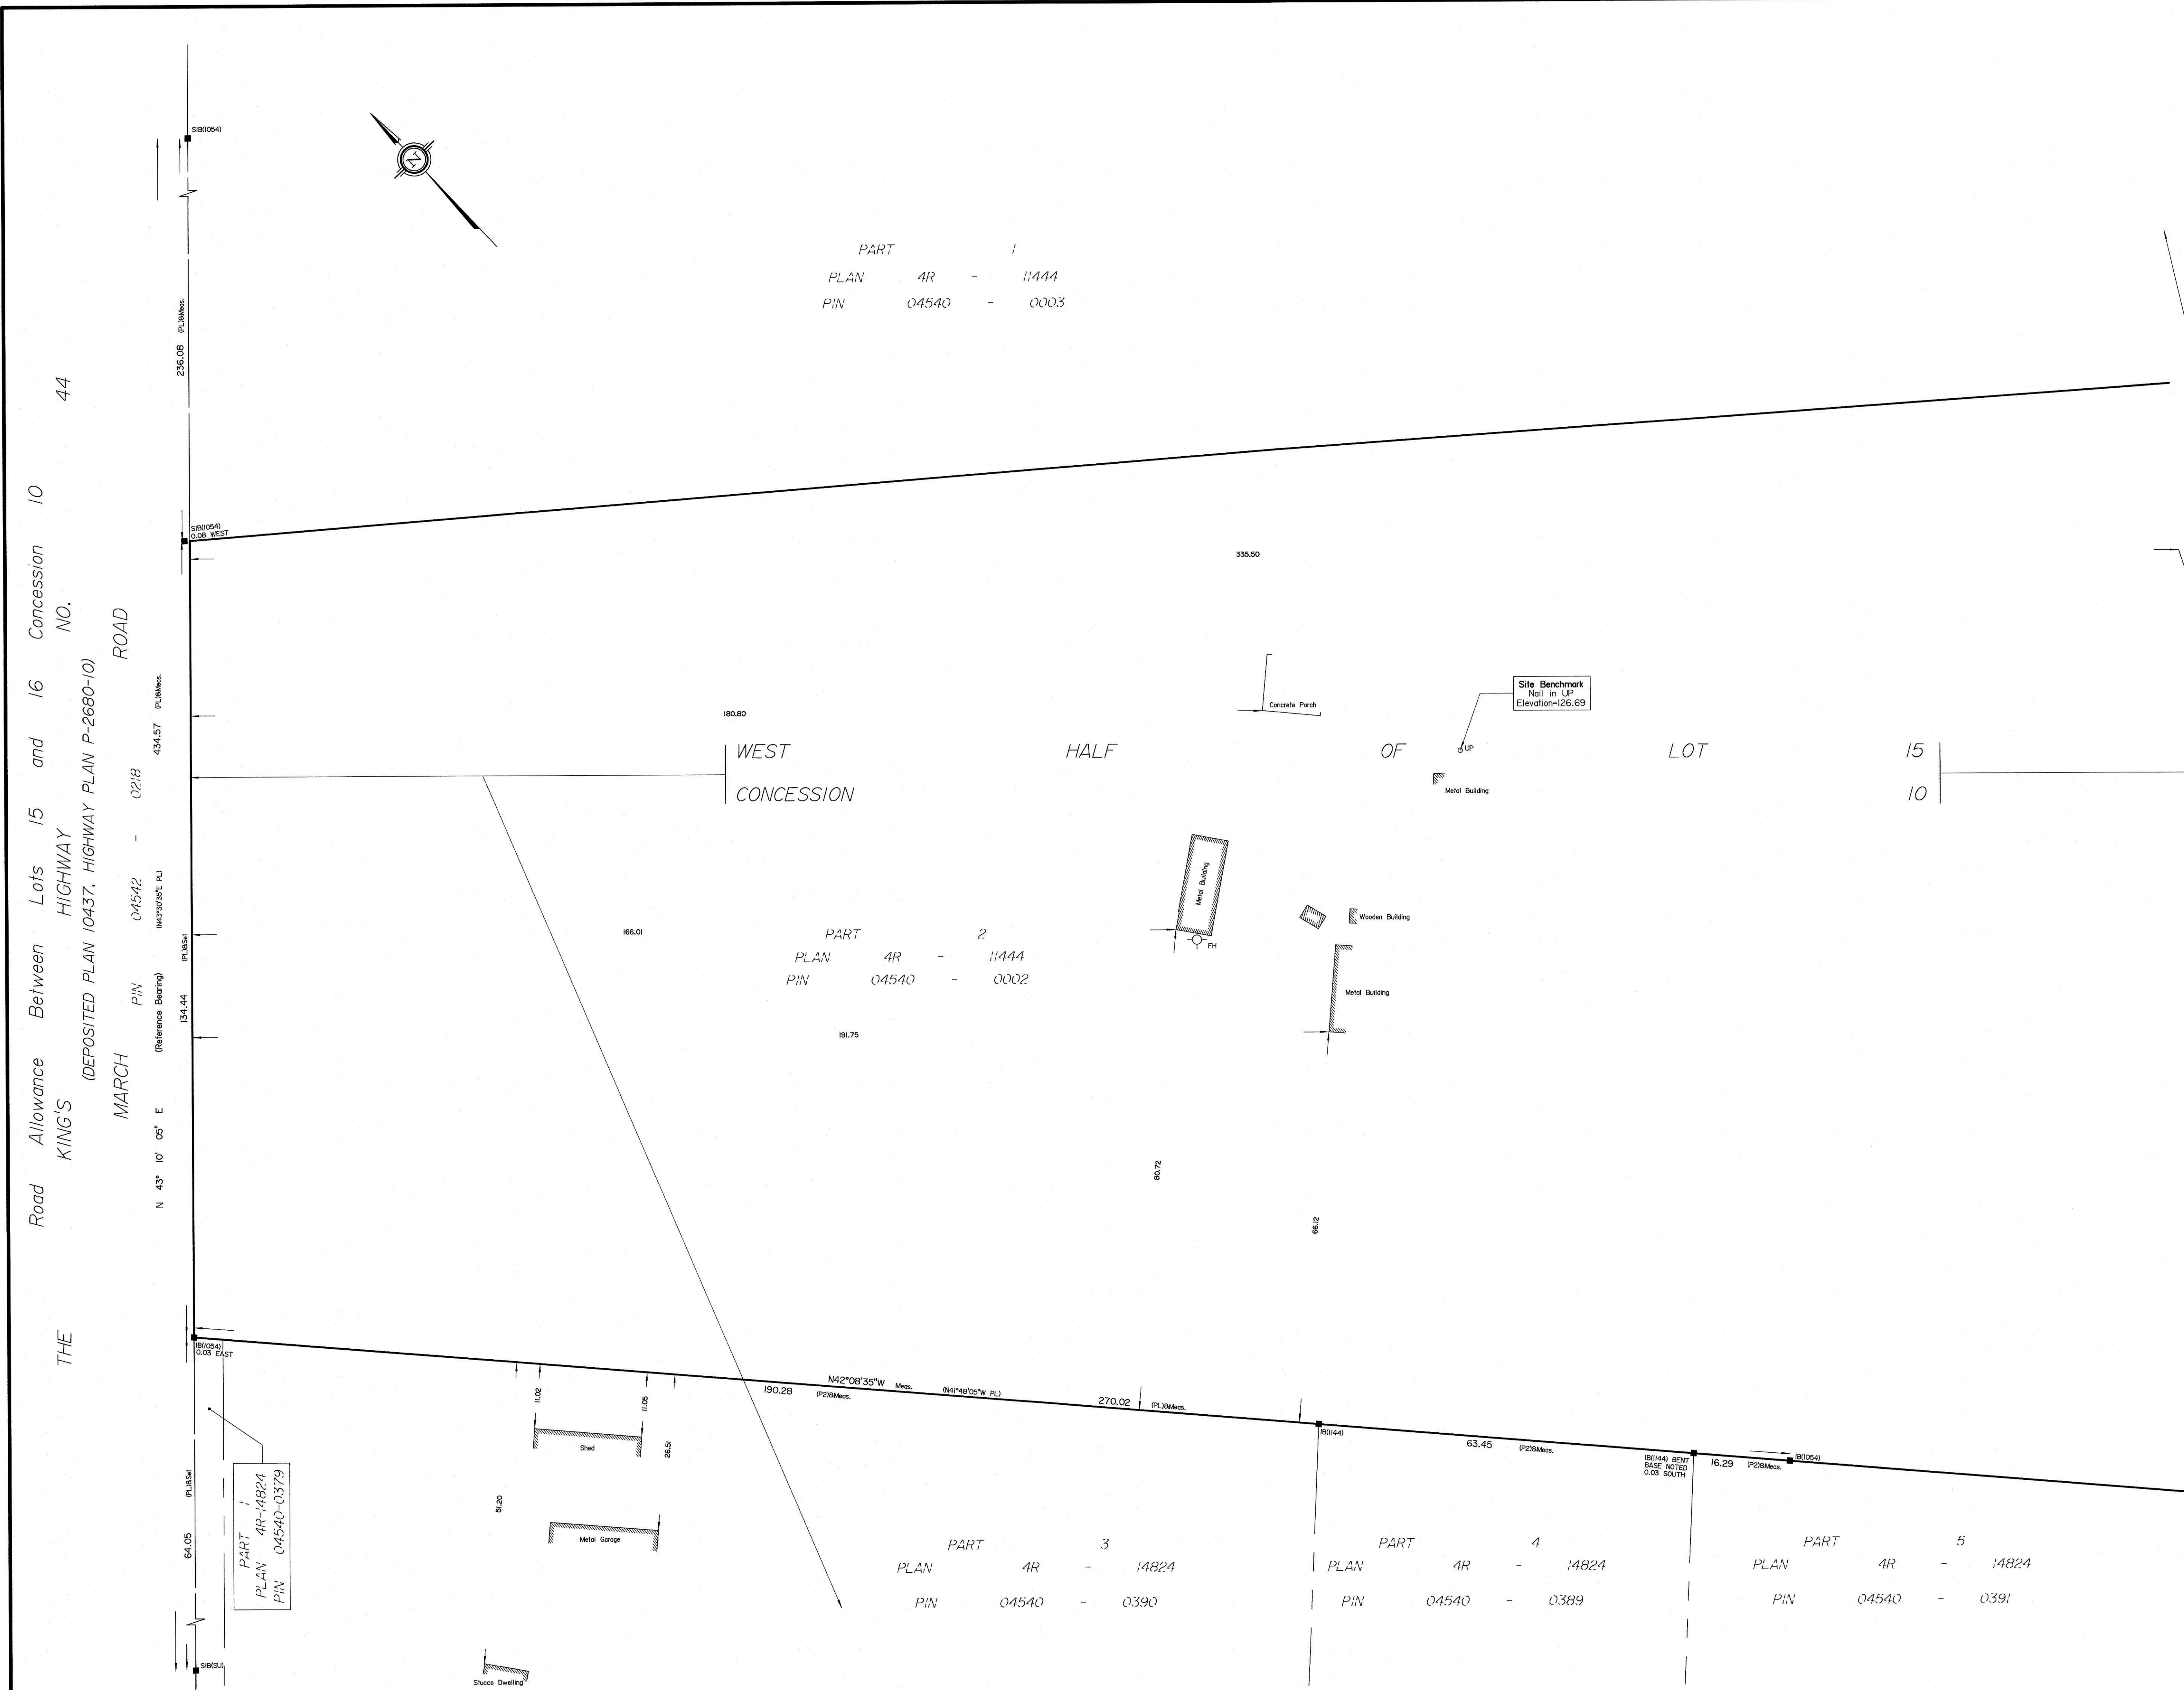 SIB(1054)
236.08 (PL)&Meas.
PART 1
PLAN 4R - 11444
PIN 04540 - 0003
Road Allowance Between Lots 15 and 16 Concession 10
THE KING'S HIGHWAY NO. 44
(DEPOSITED PLAN 10437, HIGHWAY PLAN P-2680-10)
MARCH ROAD
PIN 04542 - 0218
N 43° 10' 05" E (Reference Bearing) (N43°30'35"E PL) 434.57 (PL)&Meas.
134.44 (PL)&Set
N
SIB(1054)
0.08 WEST
335.50
180.80
Concrete Porch
Site Benchmark
Nail in UP
Elevation=126.69
UP
WEST HALF OF LOT 15
CONCESSION 10
Metal Building
Metal Building
FH
Wooden Building
Metal Building
166.01
PART 2
PLAN 4R - 11444
PIN 04540 - 0002
191.75
80.72
66.12
IB(1054)
0.03 EAST
N42°08'35"W Meas. (N41°48'05"W PL)
190.28 (P2)&Meas.
270.02 (PL)&Meas.
IB(1144)
63.45 (P2)&Meas.
IB(1144) BENT
BASE NOTED
0.03 SOUTH
16.29 (P2)&Meas.
IB(1054)
11.02
11.05
Shed
26.51
51.20
Metal Garage
64.05 (PL)&Set
PART 1
PLAN 4R-14824
PIN 04540-0379
PART 3
PLAN 4R - 14824
PIN 04540 - 0390
PART 4
PLAN 4R - 14824
PIN 04540 - 0389
PART 5
PLAN 4R - 14824
PIN 04540 - 0391
SIB(SU)
Stucco Dwelling